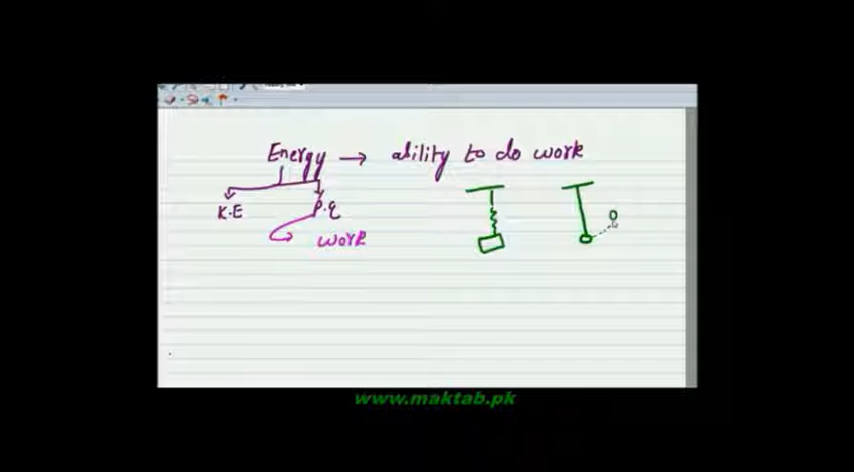 Energy → ability to do work
K.E P.E
work
www.maktab.pk